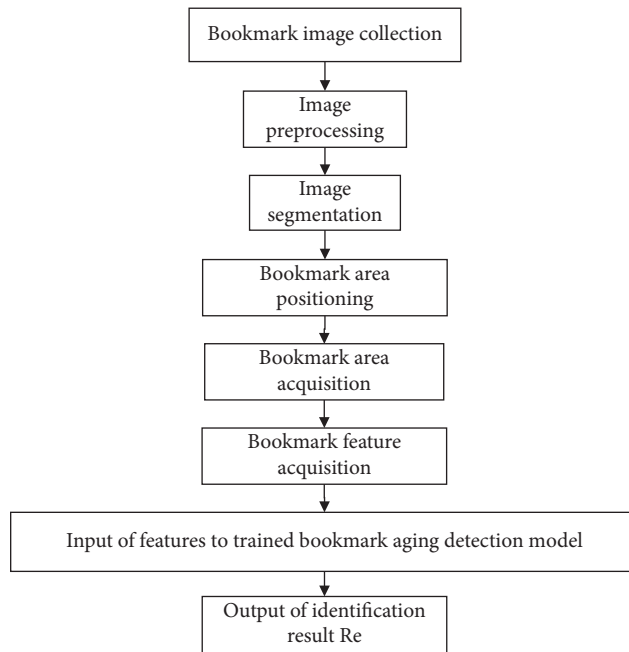 Bookmark image collection
Image
preprocessing
Image
segmentation
Bookmark area
positioning
Bookmark area
acquisition
Bookmark feature
acquisition
Input of features to trained bookmark aging detection model
Output of identification
result Re